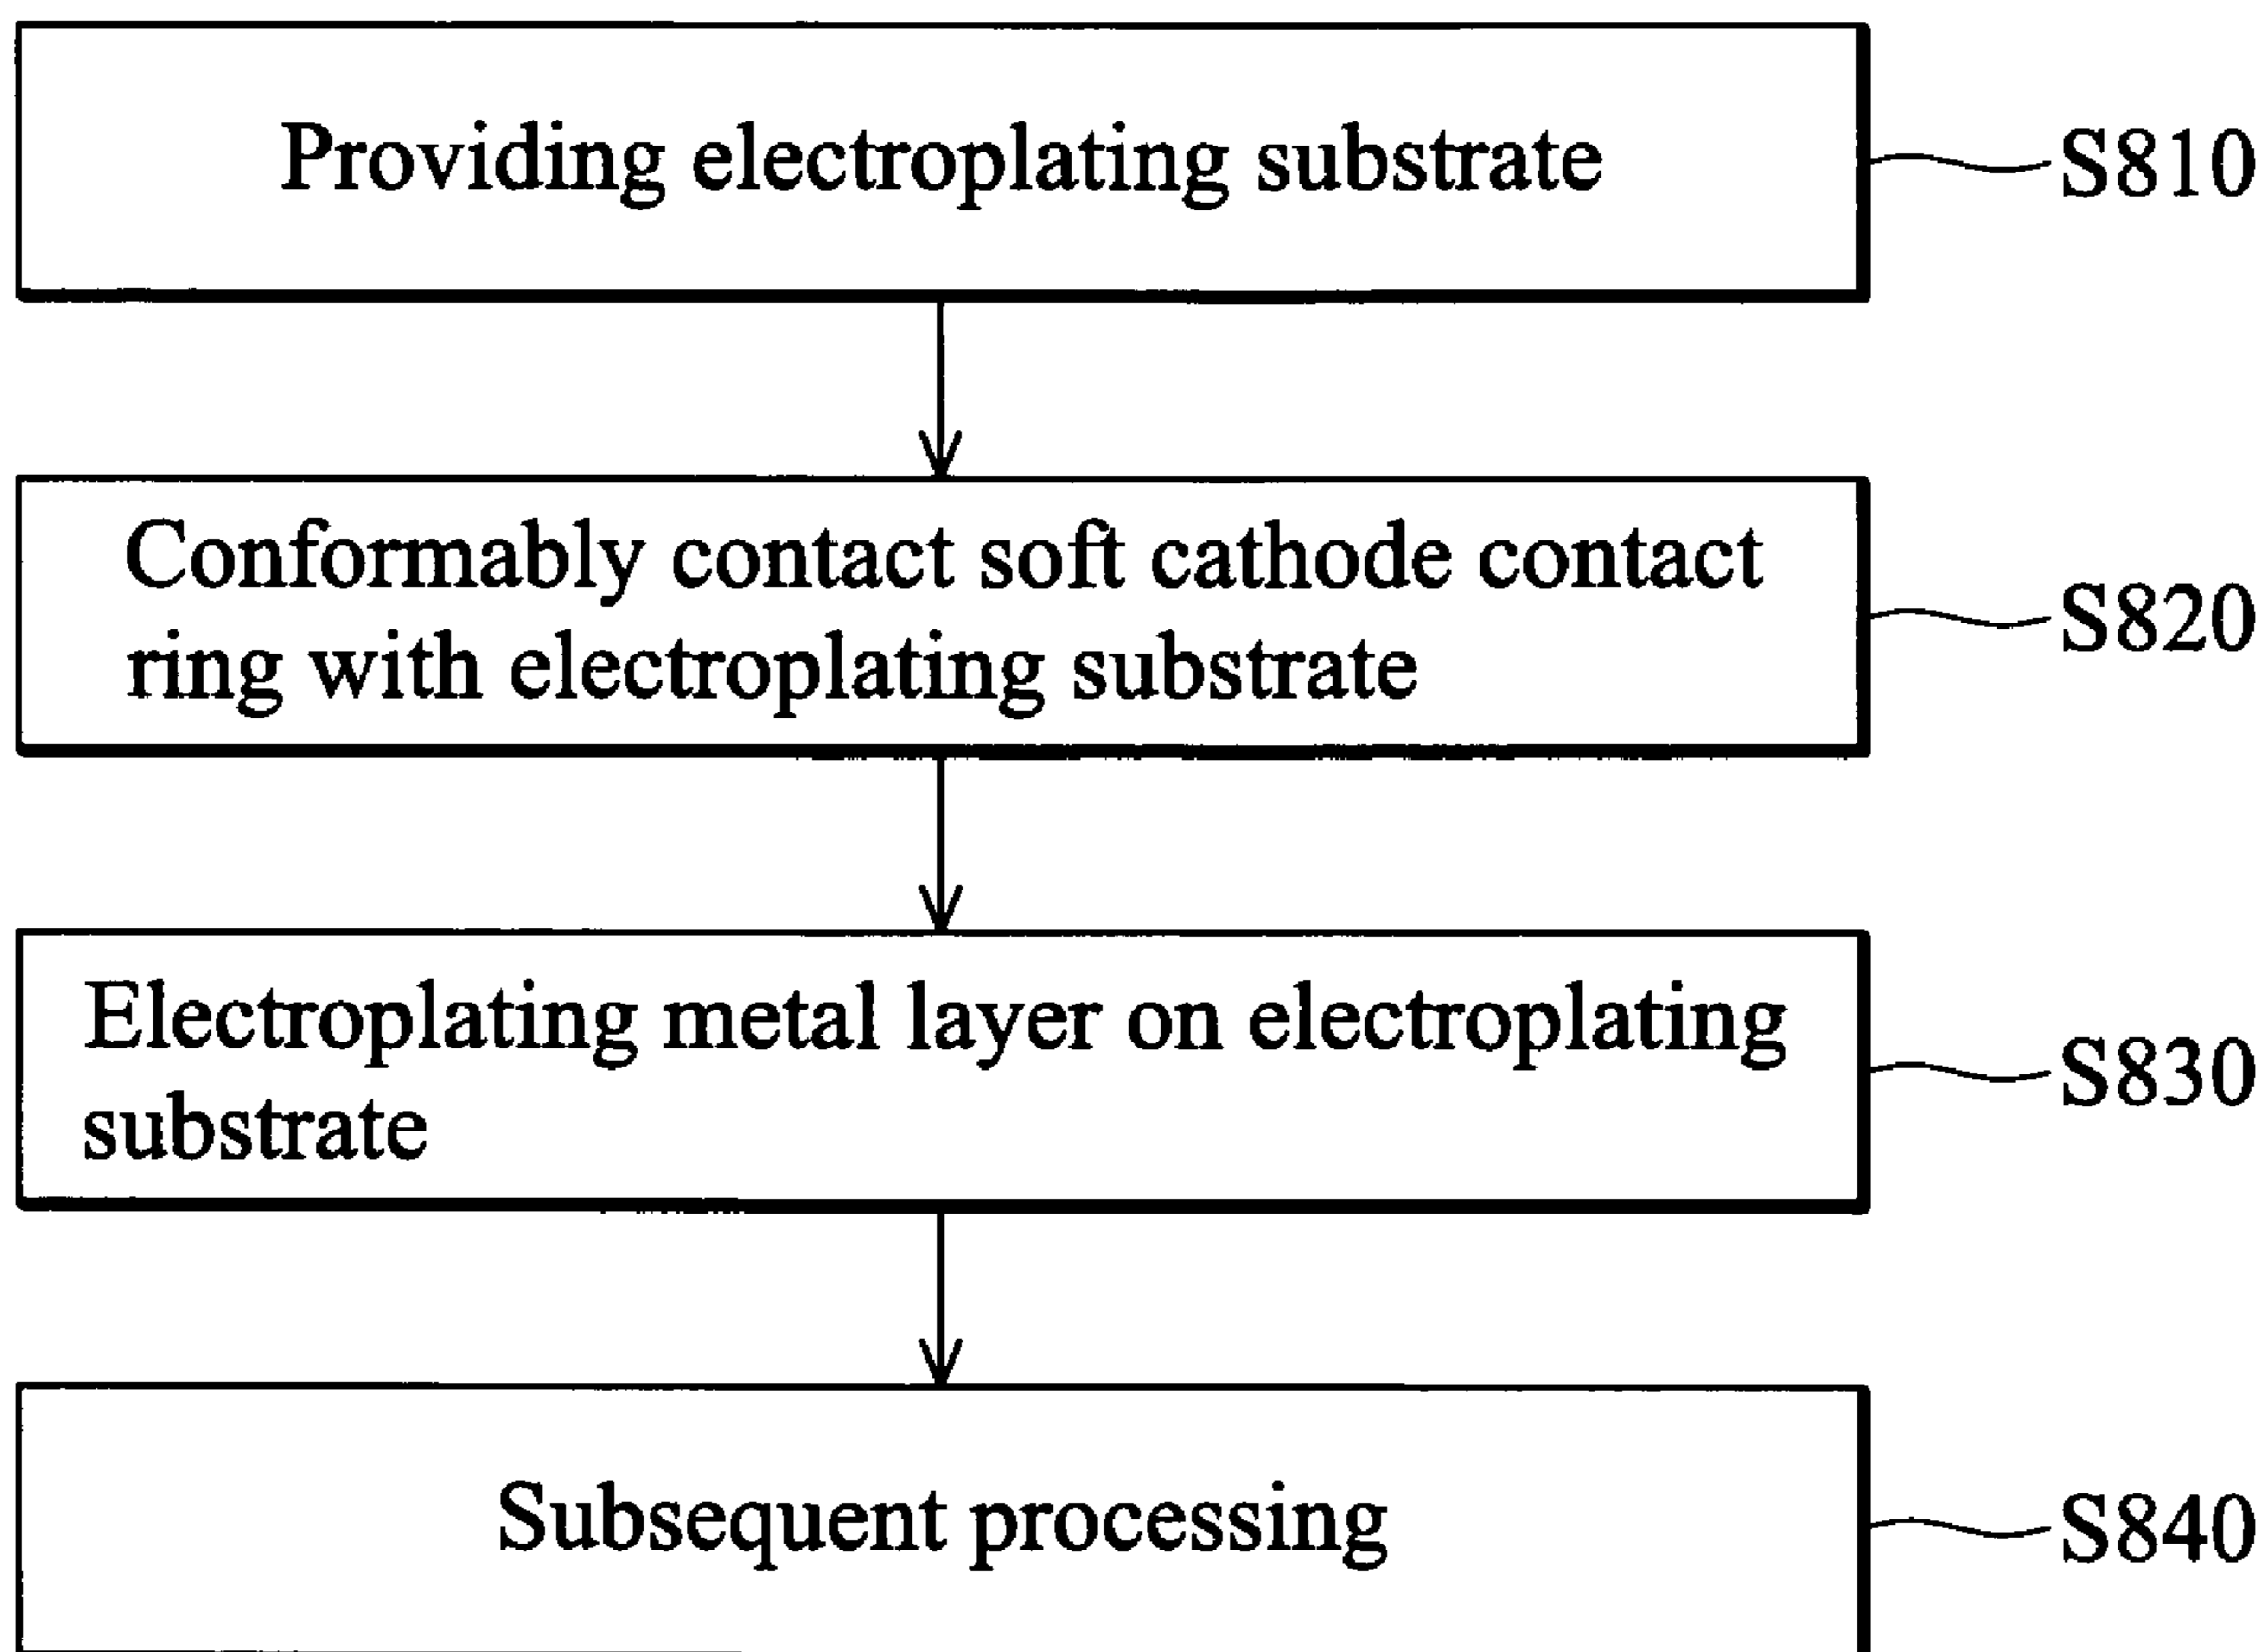 Providing electroplating substrate
S810
Conformably contact soft cathode contact
ring with electroplating substrate
S820
Electroplating metal layer on electroplating
substrate
S830
Subsequent processing
S840